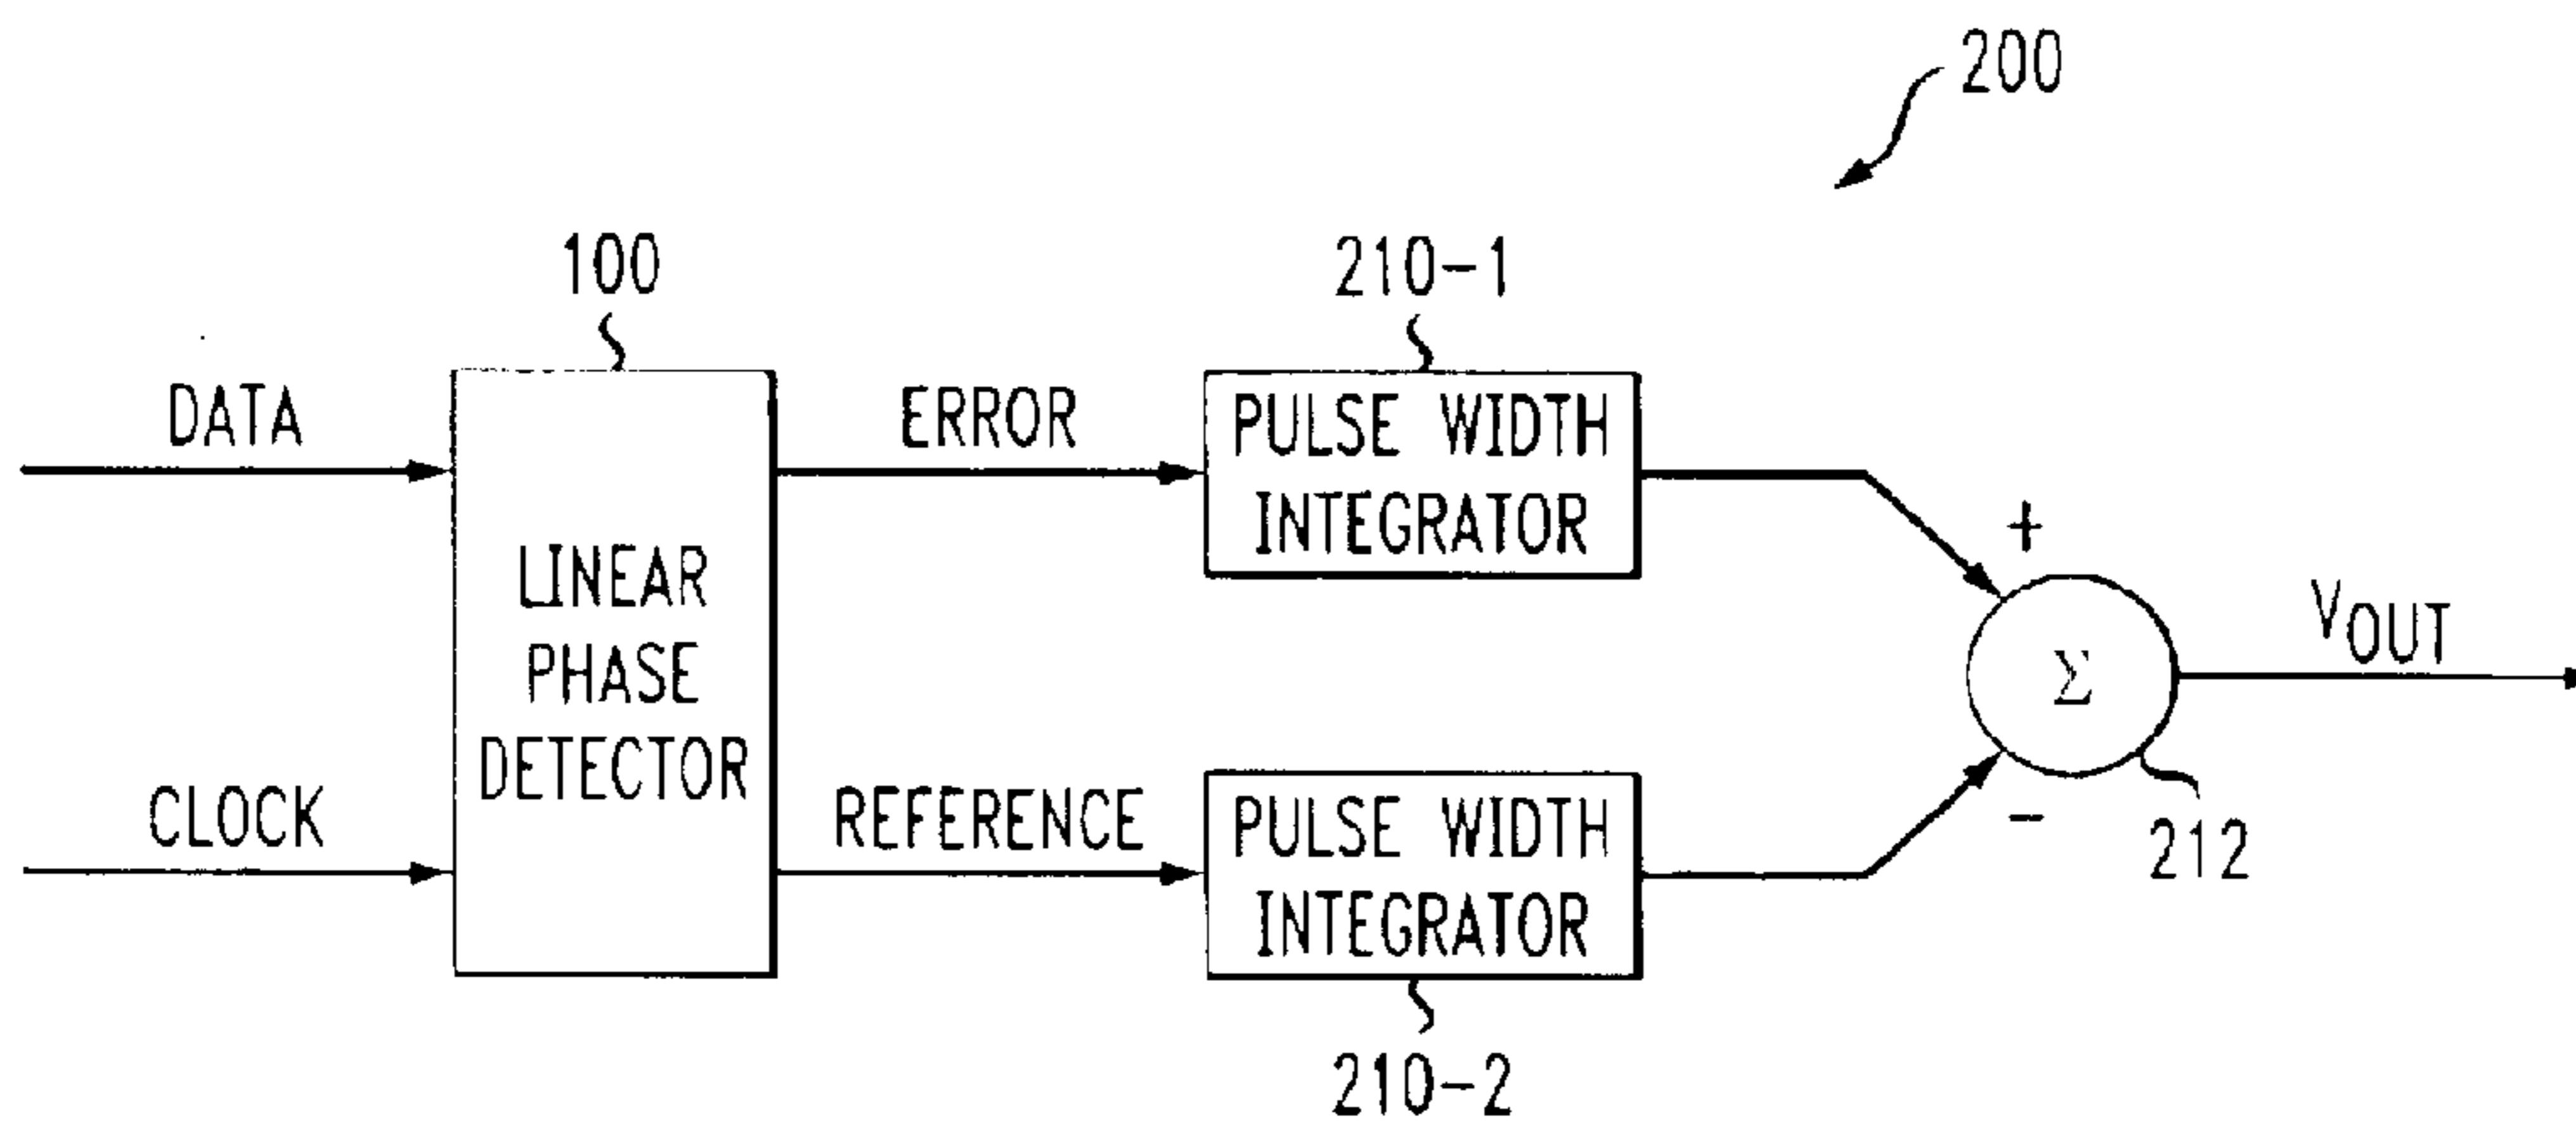 200
100
210-1
DATA
ERROR
PULSE WIDTH
INTEGRATOR
+
LINEAR
PHASE
DETECTOR
Σ
VOUT
CLOCK
REFERENCE
PULSE WIDTH
INTEGRATOR
−
212
210-2